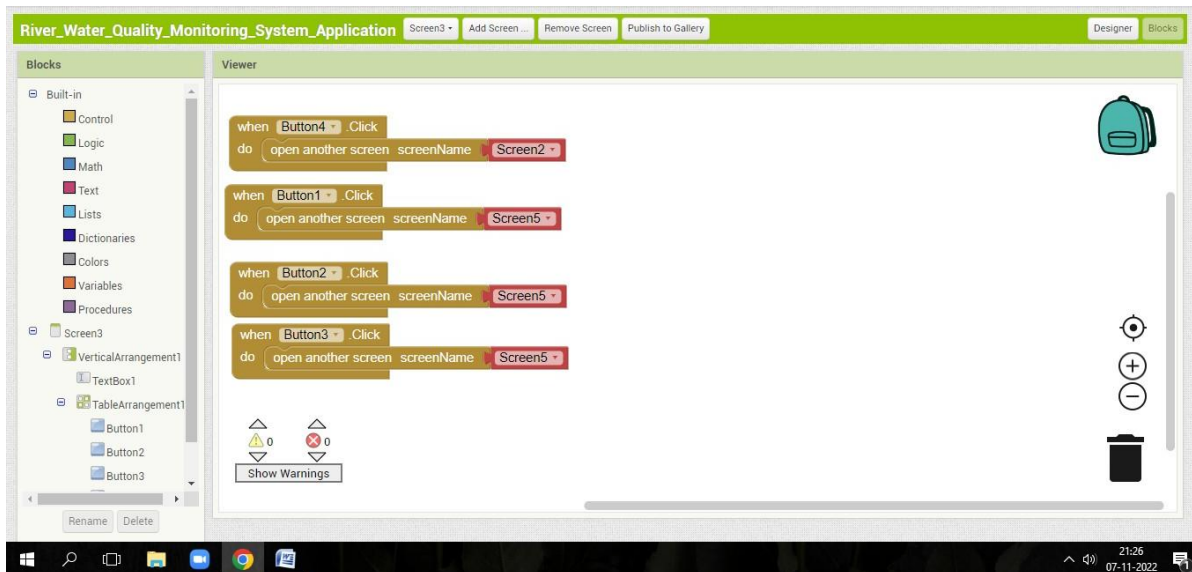 River_Water_Quality_Monitoring_System_Application Screen3 Add Screen ... Remove Screen Publish to Gallery Designer Blocks
Blocks
Built-in
Control
Logic
Math
Text
Lists
Dictionaries
Colors
Variables
Procedures
Screen3
VerticalArrangement1
TextBox1
TableArrangement1
Button1
Button2
Button3
Rename Delete
Viewer
when Button4 .Click
do open another screen screenName Screen2
when Button1 .Click
do open another screen screenName Screen5
when Button2 .Click
do open another screen screenName Screen5
when Button3 .Click
do open another screen screenName Screen5
0 0
Show Warnings
21:26
07-11-2022